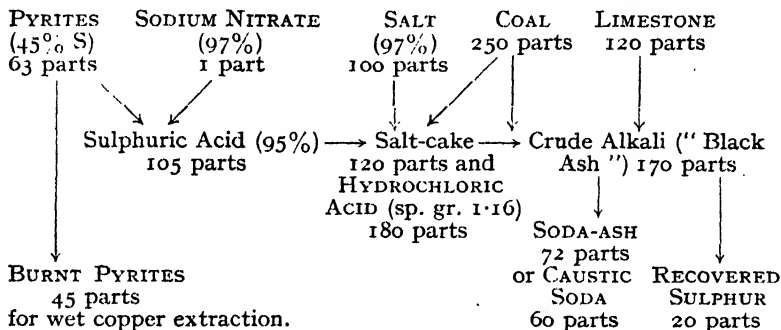 PYRITES SODIUM NITRATE SALT COAL LIMESTONE
(45% S) (97%) (97%) 250 parts 120 parts
63 parts 1 part 100 parts
Sulphuric Acid (95%) Salt-cake Crude Alkali (“ Black
105 parts 120 parts and Ash ”) 170 parts
HYDROCHLORIC
ACID (sp. gr. 1·16)
180 parts
SODA-ASH
72 parts
BURNT PYRITES or CAUSTIC RECOVERED
45 parts SODA SULPHUR
for wet copper extraction. 60 parts 20 parts